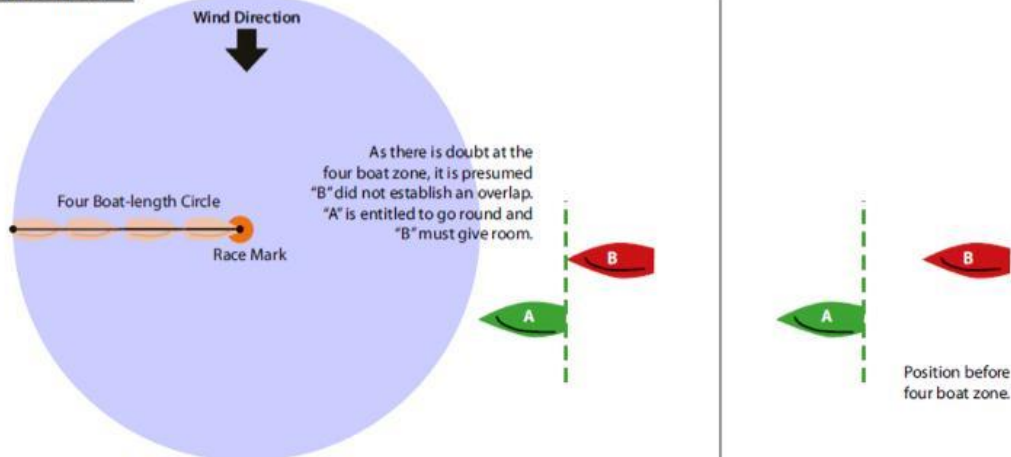 Wind Direction
As there is doubt at the
four boat zone, it is presumed
"B" did not establish an overlap.
"A" is entitled to go round and
"B" must give room.
Four Boat-length Circle
Race Mark
B
A
B
A
Position before
four boat zone.